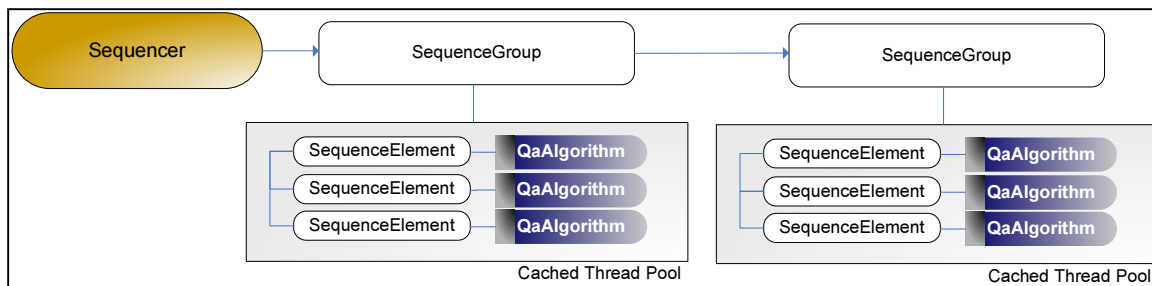 Sequencer
SequenceGroup
SequenceGroup
SequenceElement QaAlgorithm
SequenceElement QaAlgorithm
SequenceElement QaAlgorithm
Cached Thread Pool
SequenceElement QaAlgorithm
SequenceElement QaAlgorithm
SequenceElement QaAlgorithm
Cached Thread Pool